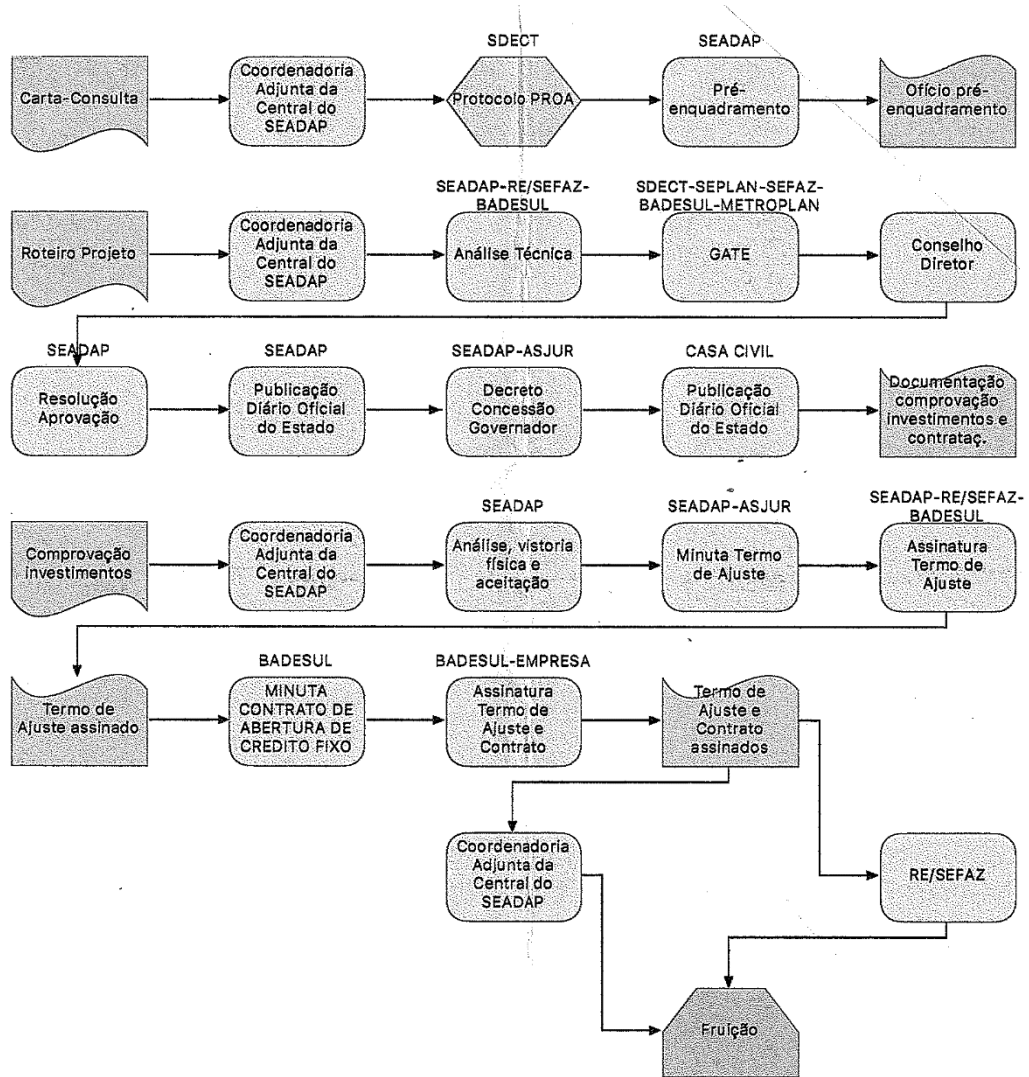 SDECT
SEADAP
Carta-Consulta
Coordenadoria
Adjunta da
Central do
SEADAP
Protocolo PROA
Pré-
enquadramento
Ofício pré-
enquadramento
SEADAP-RE/SEFAZ-
BADESUL
SDECT-SEPLAN-SEFAZ-
BADESUL-METROPLAN
Roteiro Projeto
Coordenadoria
Adjunta da
Central do
SEADAP
Análise Técnica
GATE
Conselho
Diretor
SEADAP
SEADAP
SEADAP-ASJUR
CASA CIVIL
Resolução
Aprovação
Publicação
Diário Oficial
do Estado
Decreto
Concessão
Governador
Publicação
Diário Oficial
do Estado
Documentação
comprovação
investimentos e
contrataç.
SEADAP
SEADAP-ASJUR
SEADAP-RE/SEFAZ-
BADESUL
Comprovação
investimentos
Coordenadoria
Adjunta da
Central do
SEADAP
Análise, vistoria
física e
aceitação
Minuta Termo
de Ajuste
Assinatura
Termo de
Ajuste
BADESUL
BADESUL-EMPRESA
Termo de
Ajuste assinado
MINUTA
CONTRATO DE
ABERTURA DE
CREDITO FIXO
Assinatura
Termo de
Ajuste e
Contrato
Termo de
Ajuste e
Contrato
assinados
Coordenadoria
Adjunta da
Central do
SEADAP
RE/SEFAZ
Fruição